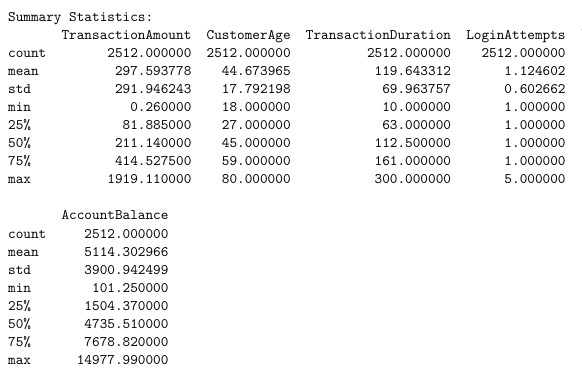 Summary Statistics:
       TransactionAmount  CustomerAge  TransactionDuration  LoginAttempts
count        2512.000000  2512.000000          2512.000000    2512.000000
mean          297.593778    44.673965           119.643312       1.124602
std           291.946243    17.792198            69.963757       0.602662
min             0.260000    18.000000            10.000000       1.000000
25%            81.885000    27.000000            63.000000       1.000000
50%           211.140000    45.000000           112.500000       1.000000
75%           414.527500    59.000000           161.000000       1.000000
max          1919.110000    80.000000           300.000000       5.000000

       AccountBalance
count     2512.000000
mean      5114.302966
std       3900.942499
min        101.250000
25%       1504.370000
50%       4735.510000
75%       7678.820000
max      14977.990000